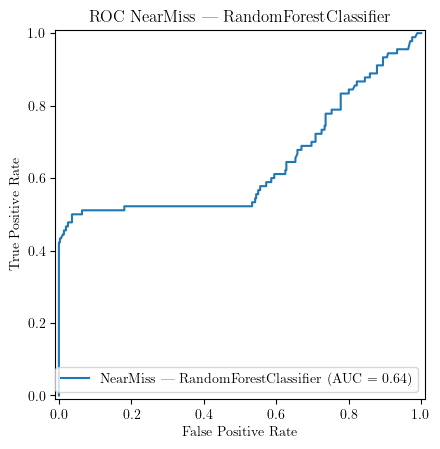 ROC NearMiss — RandomForestClassifier
1.0
0.8
0.6
0.4
0.2
0.0
True Positive Rate
NearMiss — RandomForestClassifier (AUC = 0.64)
0.0 0.2 0.4 0.6 0.8 1.0
False Positive Rate